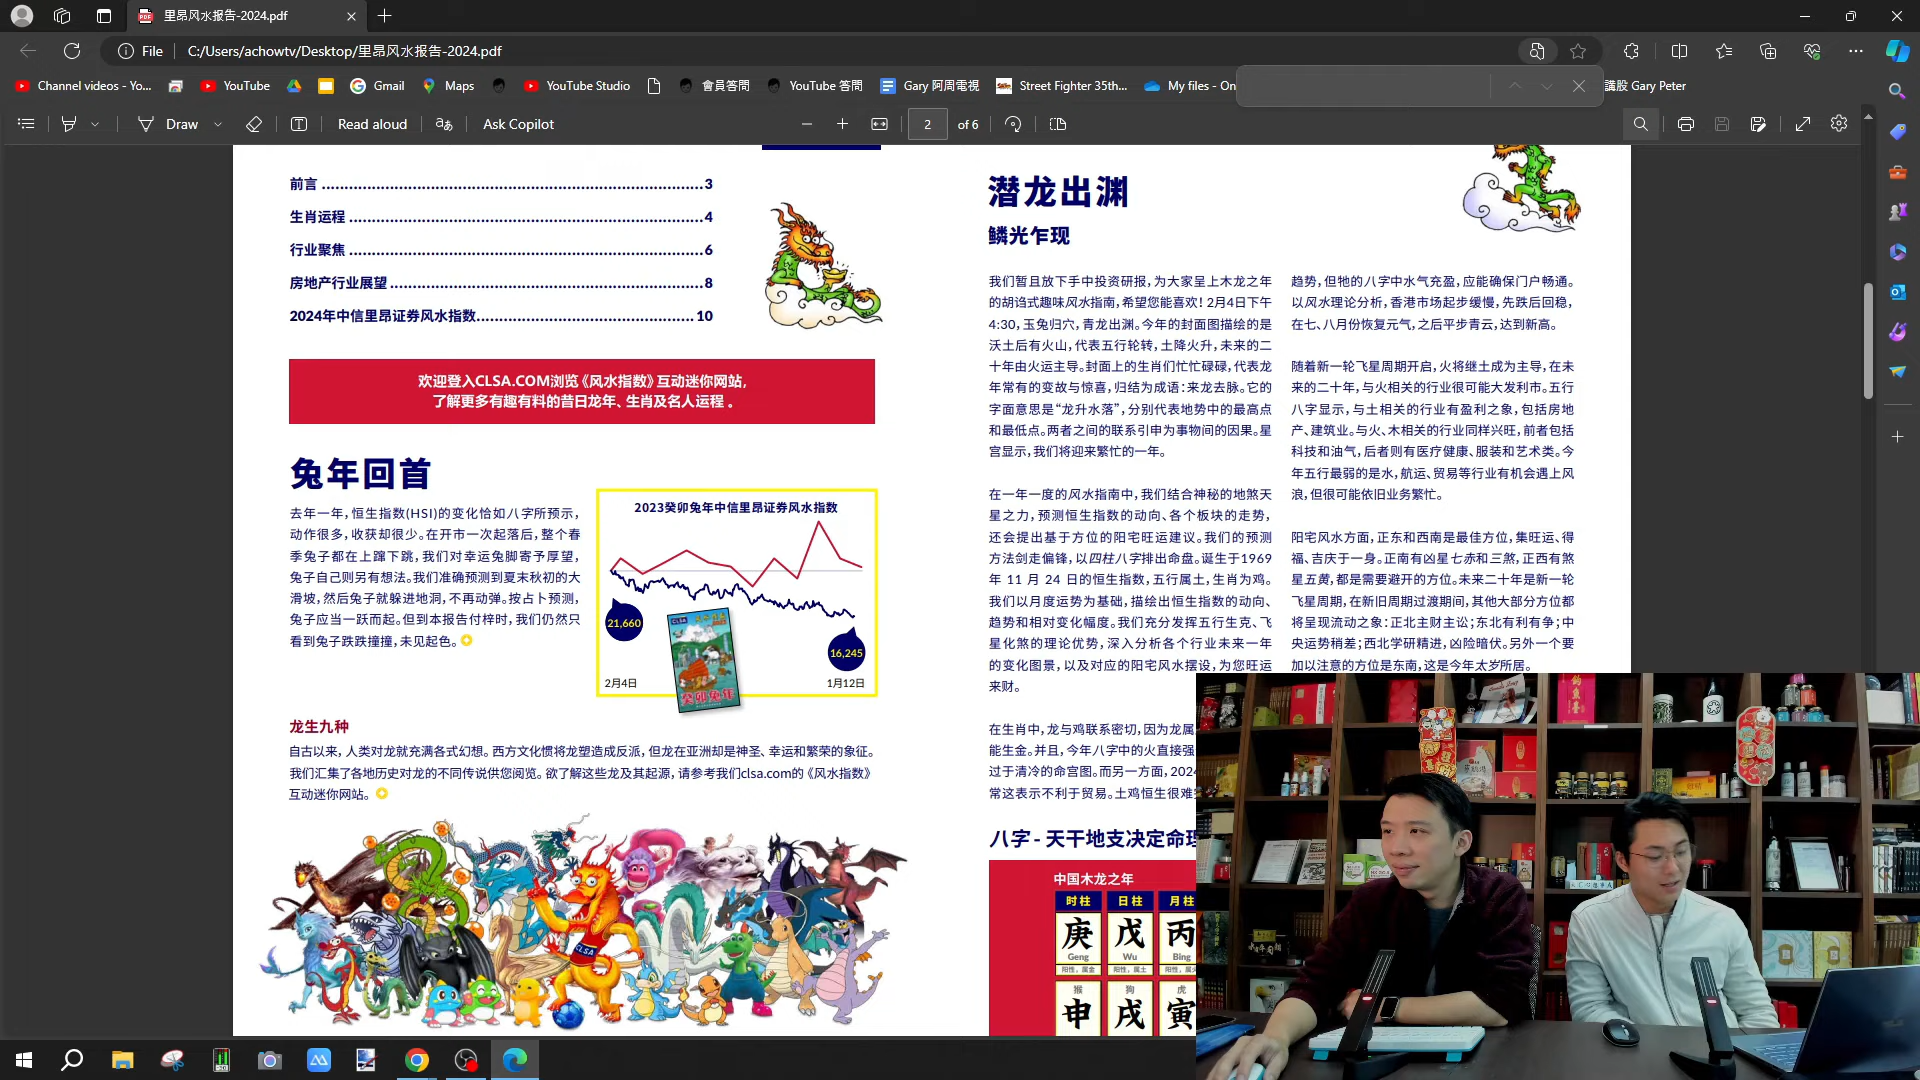 里昂风水报告-2024.pdf
File
C:/Users/achowtv/Desktop/里昂风水报告-2024.pdf
Channel videos - Yo...
YouTube
Gmail
Maps
YouTube Studio
會員答問
YouTube 答問
Gary 阿周電視
Street Fighter 35th...
My files - On
講股 Gary Peter
Draw
Read aloud
Ask Copilot
2
of 6
前言 3
生肖运程 4
行业聚焦 6
房地产行业展望 8
2024年中信里昂证券风水指数 10
欢迎登入CLSA.COM浏览《风水指数》互动迷你网站,
了解更多有趣有料的昔日龙年、生肖及名人运程 。
兔年回首
去年一年,恒生指数(HSI)的变化恰如八字所预示,
动作很多,收获却很少。在开市一次起落后,整个春
季兔子都在上蹿下跳,我们对幸运兔脚寄予厚望,
兔子自己则另有想法。我们准确预测到夏末秋初的大
滑坡,然后兔子就躲进地洞,不再动弹。按占卜预测,
兔子应当一跃而起。但到本报告付梓时,我们仍然只
看到兔子跌跌撞撞,未见起色。
2023癸卯兔年中信里昂证券风水指数
21,660
16,245
2月4日
1月12日
CLSA
癸卯兔年
龙生九种
自古以来,人类对龙就充满各式幻想。西方文化惯将龙塑造成反派,但龙在亚洲却是神圣、幸运和繁荣的象征。
我们汇集了各地历史对龙的不同传说供您阅览。欲了解这些龙及其起源,请参考我们clsa.com的《风水指数》
互动迷你网站。
CLSA
潜龙出渊
鳞光乍现
我们暂且放下手中投资研报,为大家呈上木龙之年
的胡诌式趣味风水指南,希望您能喜欢！2月4日下午
4:30,玉兔归穴,青龙出渊。今年的封面图描绘的是
沃土后有火山,代表五行轮转,土降火升,未来的二
十年由火运主导。封面上的生肖们忙忙碌碌,代表龙
年常有的变故与惊喜,归结为成语:来龙去脉。它的
字面意思是“龙升水落”,分别代表地势中的最高点
和最低点。两者之间的联系引申为事物间的因果。星
宫显示,我们将迎来繁忙的一年。
在一年一度的风水指南中,我们结合神秘的地煞天
星之力,预测恒生指数的动向、各个板块的走势,
还会提出基于方位的阳宅旺运建议。我们的预测
方法剑走偏锋,以四柱八字排出命盘。诞生于1969
年 11 月 24 日的恒生指数,五行属土,生肖为鸡。
我们以月度运势为基础,描绘出恒生指数的动向、
趋势和相对变化幅度。我们充分发挥五行生克、飞
星化煞的理论优势,深入分析各个行业未来一年
的变化图景,以及对应的阳宅风水摆设,为您旺运
来财。
在生肖中,龙与鸡联系密切,因为龙属
能生金。并且,今年八字中的火直接强
过于清冷的命宫图。而另一方面,202
常这表示不利于贸易。土鸡恒生很难
趋势,但牠的八字中水气充盈,应能确保门户畅通。
以风水理论分析,香港市场起步缓慢,先跌后回稳,
在七、八月份恢复元气,之后平步青云,达到新高。
随着新一轮飞星周期开启,火将继土成为主导,在未
来的二十年,与火相关的行业很可能大发利市。五行
八字显示,与土相关的行业有盈利之象,包括房地
产、建筑业。与火、木相关的行业同样兴旺,前者包括
科技和油气,后者则有医疗健康、服装和艺术类。今
年五行最弱的是水,航运、贸易等行业有机会遇上风
浪,但很可能依旧业务繁忙。
阳宅风水方面,正东和西南是最佳方位,集旺运、得
福、吉庆于一身。正南有凶星七赤和三煞,正西有煞
星五黄,都是需要避开的方位。未来二十年是新一轮
飞星周期,在新旧周期过渡期间,其他大部分方位都
将呈现流动之象:正北主财主讼;东北有利有争;中
央运势稍差;西北学研精进,凶险暗伏。另外一个要
加以注意的方位是东南,这是今年太岁所居。
八字 - 天干地支决定命理
中国木龙之年
时柱 日柱 月柱
庚 戊 丙
Geng Wu Bing
阳性, 属金 阳性, 属土 阳性, 属火
猴 狗 虎
申 戌 寅